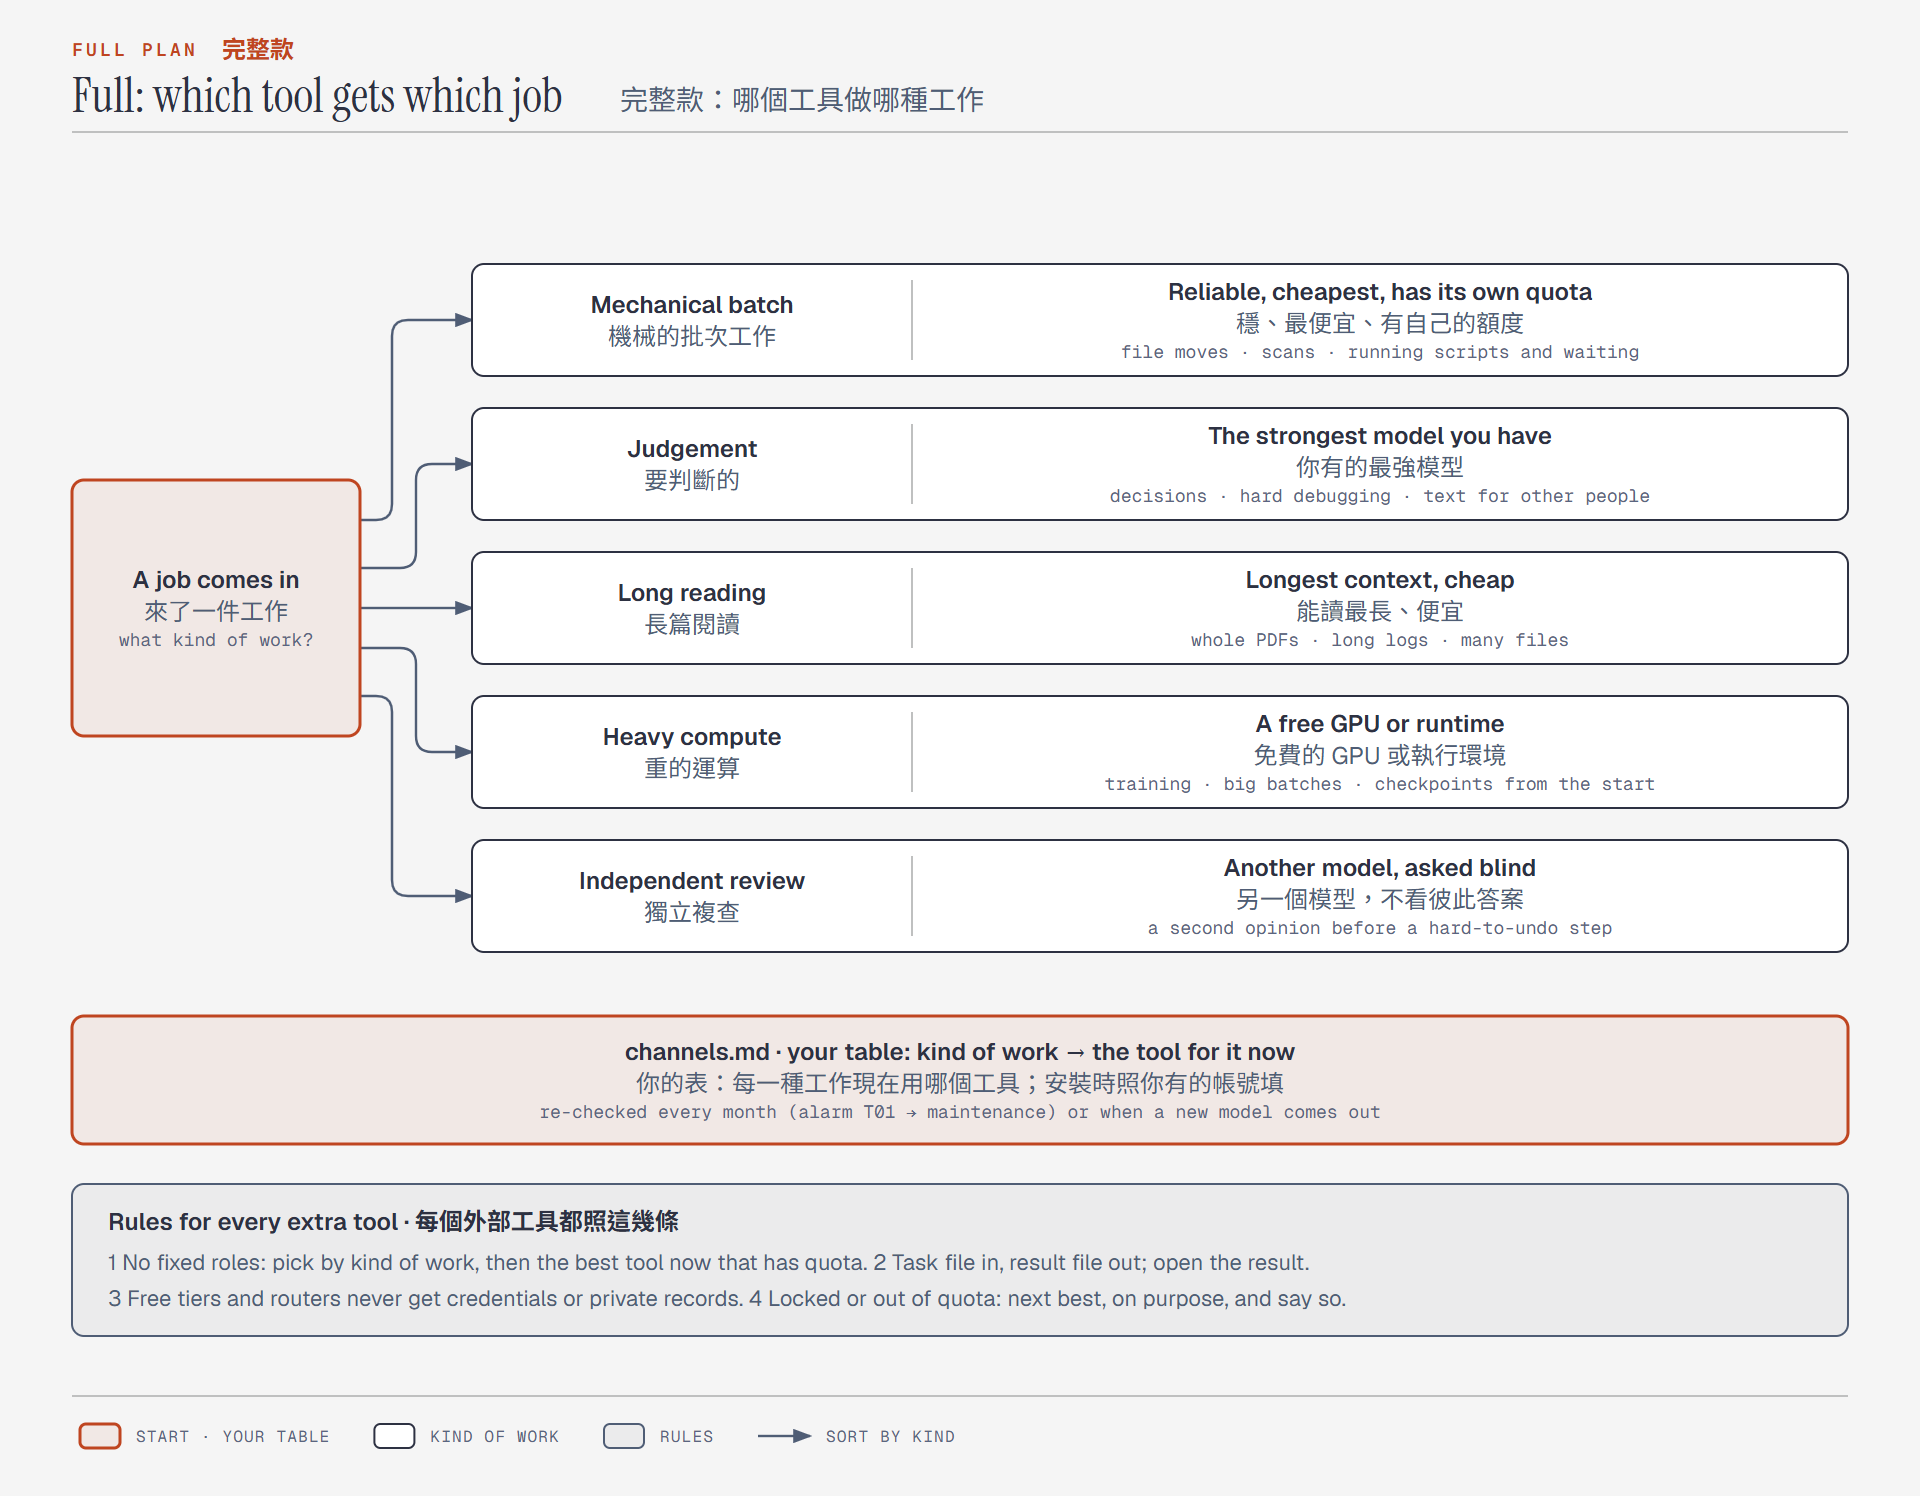 FULL PLAN 完整款
Full: which tool gets which job 完整款：哪個工具做哪種工作
A job comes in
來了一件工作
what kind of work?
Mechanical batch
機械的批次工作
Reliable, cheapest, has its own quota
穩、最便宜、有自己的額度
file moves · scans · running scripts and waiting
Judgement
要判斷的
The strongest model you have
你有的最強模型
decisions · hard debugging · text for other people
Long reading
長篇閱讀
Longest context, cheap
能讀最長、便宜
whole PDFs · long logs · many files
Heavy compute
重的運算
A free GPU or runtime
免費的 GPU 或執行環境
training · big batches · checkpoints from the start
Independent review
獨立複查
Another model, asked blind
另一個模型，不看彼此答案
a second opinion before a hard-to-undo step
channels.md · your table: kind of work → the tool for it now
你的表：每一種工作現在用哪個工具；安裝時照你有的帳號填
re-checked every month (alarm T01 → maintenance) or when a new model comes out
Rules for every extra tool · 每個外部工具都照這幾條
1 No fixed roles: pick by kind of work, then the best tool now that has quota. 2 Task file in, result file out; open the result.
3 Free tiers and routers never get credentials or private records. 4 Locked or out of quota: next best, on purpose, and say so.
START · YOUR TABLE
KIND OF WORK
RULES
SORT BY KIND